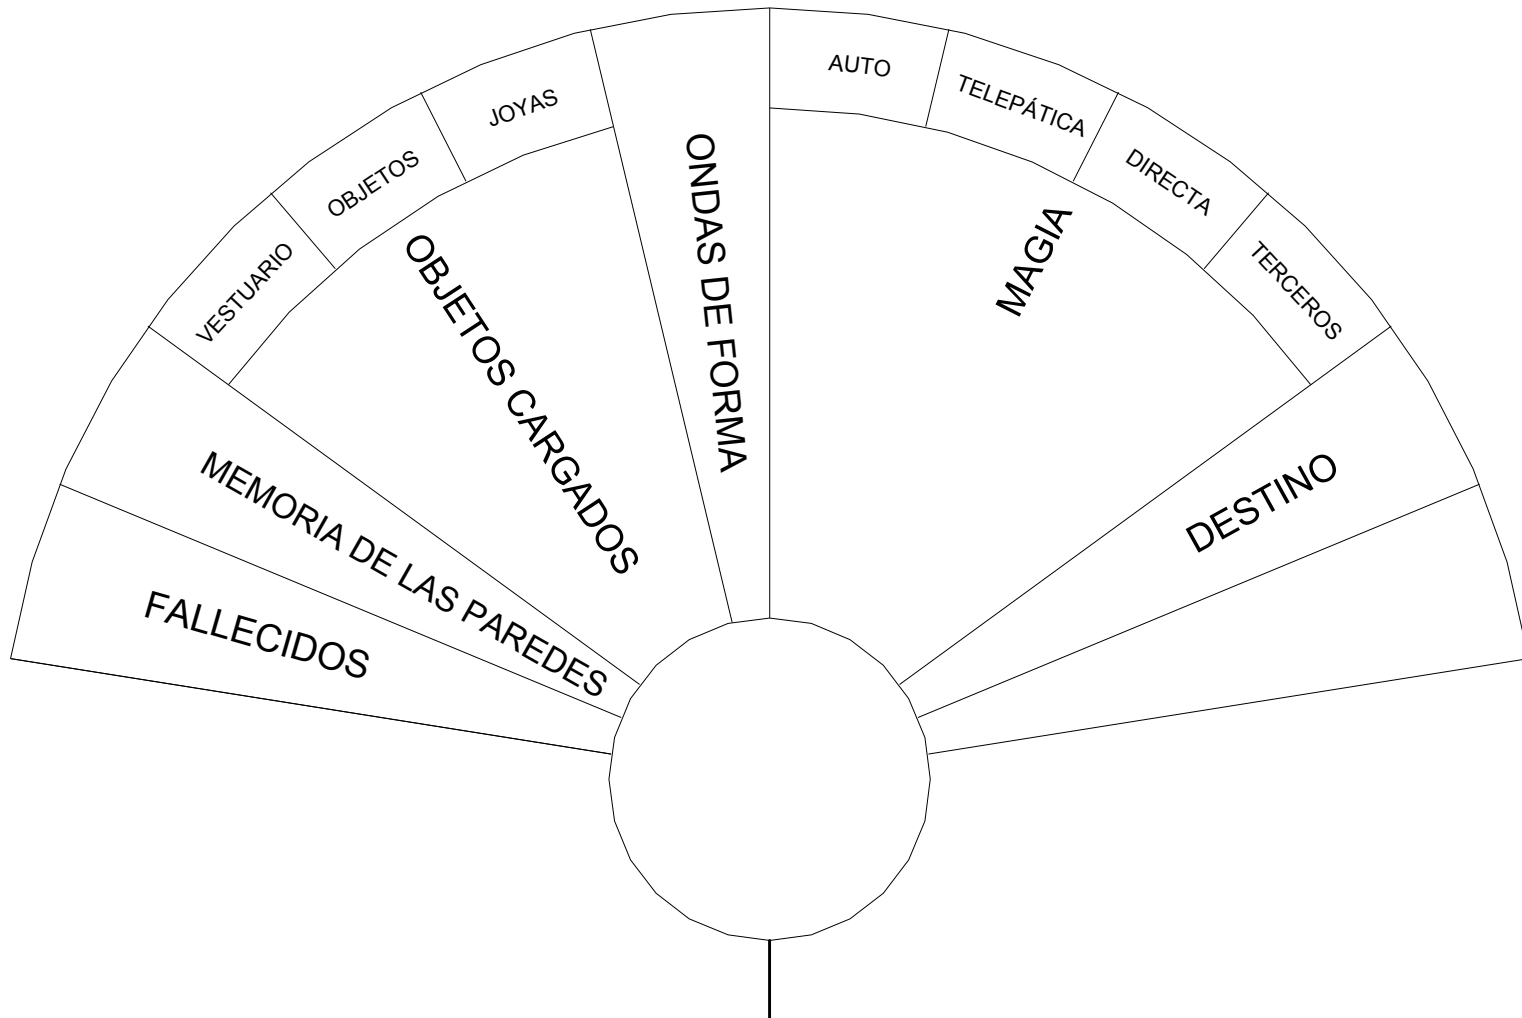 FALLECIDOS
MEMORIA DE LAS PAREDES
OBJETOS CARGADOS
VESTUARIO
OBJETOS
JOYAS
ONDAS DE FORMA
MAGIA
AUTO
TELEPÁTICA
DIRECTA
TERCEROS
DESTINO